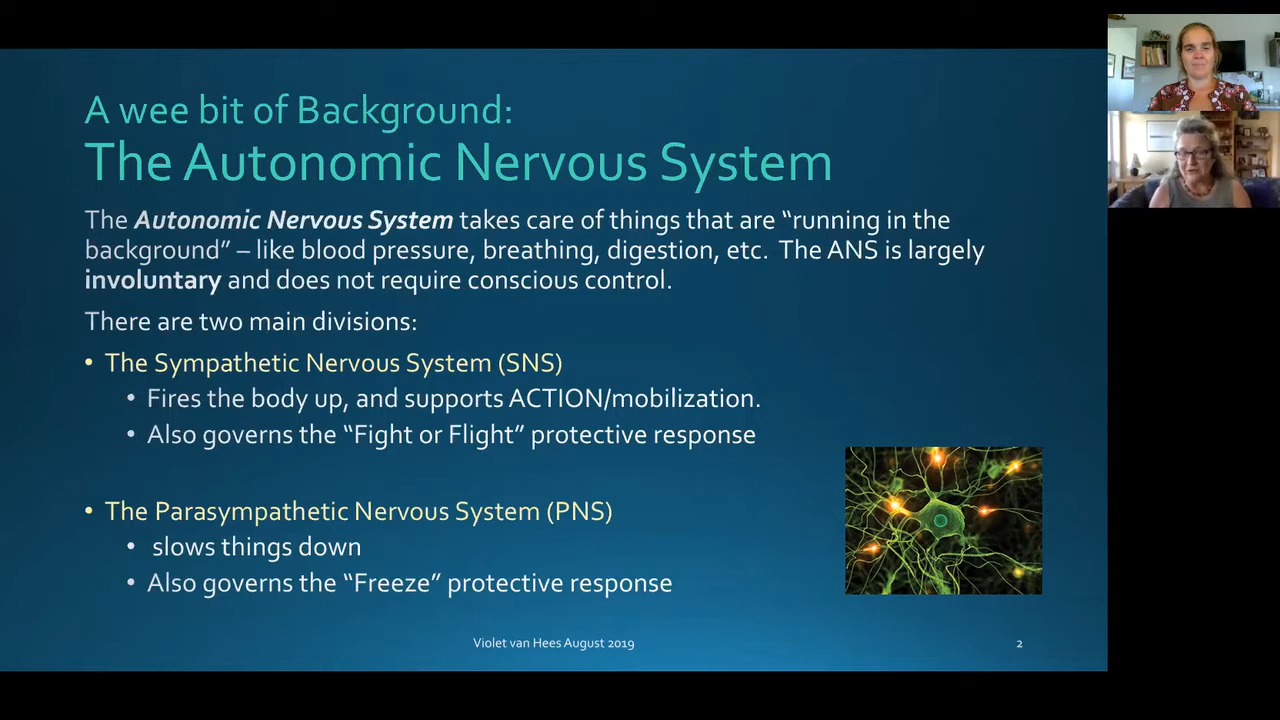 A wee bit of Background:
The Autonomic Nervous System
The Autonomic Nervous System takes care of things that are “running in the
background” – like blood pressure, breathing, digestion, etc. The ANS is largely
involuntary and does not require conscious control.
There are two main divisions:
• The Sympathetic Nervous System (SNS)
• Fires the body up, and supports ACTION/mobilization.
• Also governs the “Fight or Flight” protective response
• The Parasympathetic Nervous System (PNS)
• slows things down
• Also governs the “Freeze” protective response
Violet van Hees August 2019
2